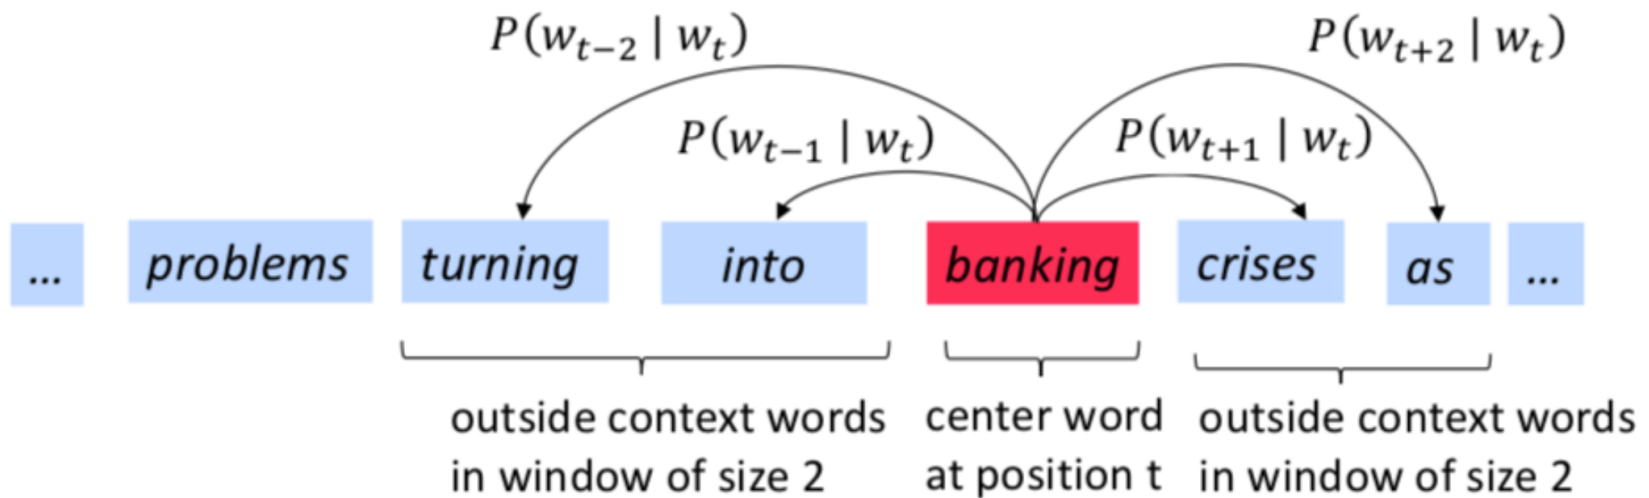 P(w_{t−2} | w_t) P(w_{t+2} | w_t)
P(w_{t−1} | w_t) P(w_{t+1} | w_t)
... problems turning into banking crises as ...
outside context words center word outside context words
in window of size 2 at position t in window of size 2